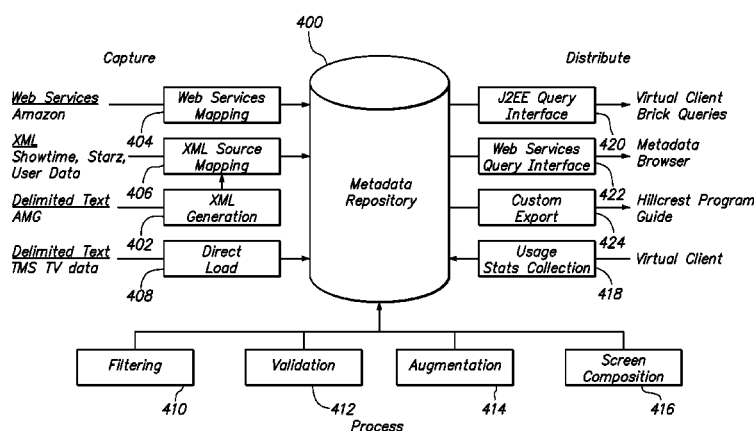 400
Capture
Distribute
Web Services
Amazon
Web Services
Mapping
404
J2EE Query
Interface
420
Virtual Client
Brick Queries
XML
Showtime, Starz,
User Data
XML Source
Mapping
406
Metadata
Repository
Web Services
Query Interface
422
Metadata
Browser
Delimited Text
AMG
XML
Generation
402
Custom
Export
424
Hillcrest Program
Guide
Delimited Text
TMS TV data
Direct
Load
408
Usage
Stats Collection
418
Virtual Client
Filtering
410
Validation
412
Augmentation
414
Screen
Composition
416
Process